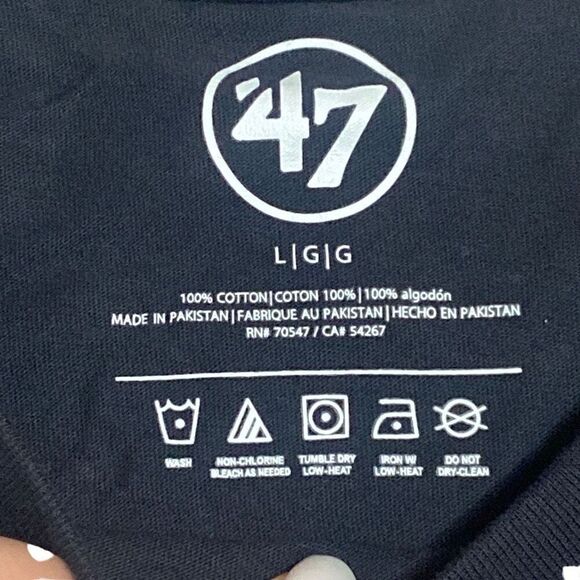 '47
L|G|G
100% COTTON|COTON 100%|100% algodón
MADE IN PAKISTAN|FABRIQUE AU PAKISTAN|HECHO EN PAKISTAN
RN# 70547 / CA# 54267
WASH
NON-CHLORINE
BLEACH AS NEEDED
TUMBLE DRY
LOW-HEAT
IRON W/
LOW-HEAT
DO NOT
DRY-CLEAN